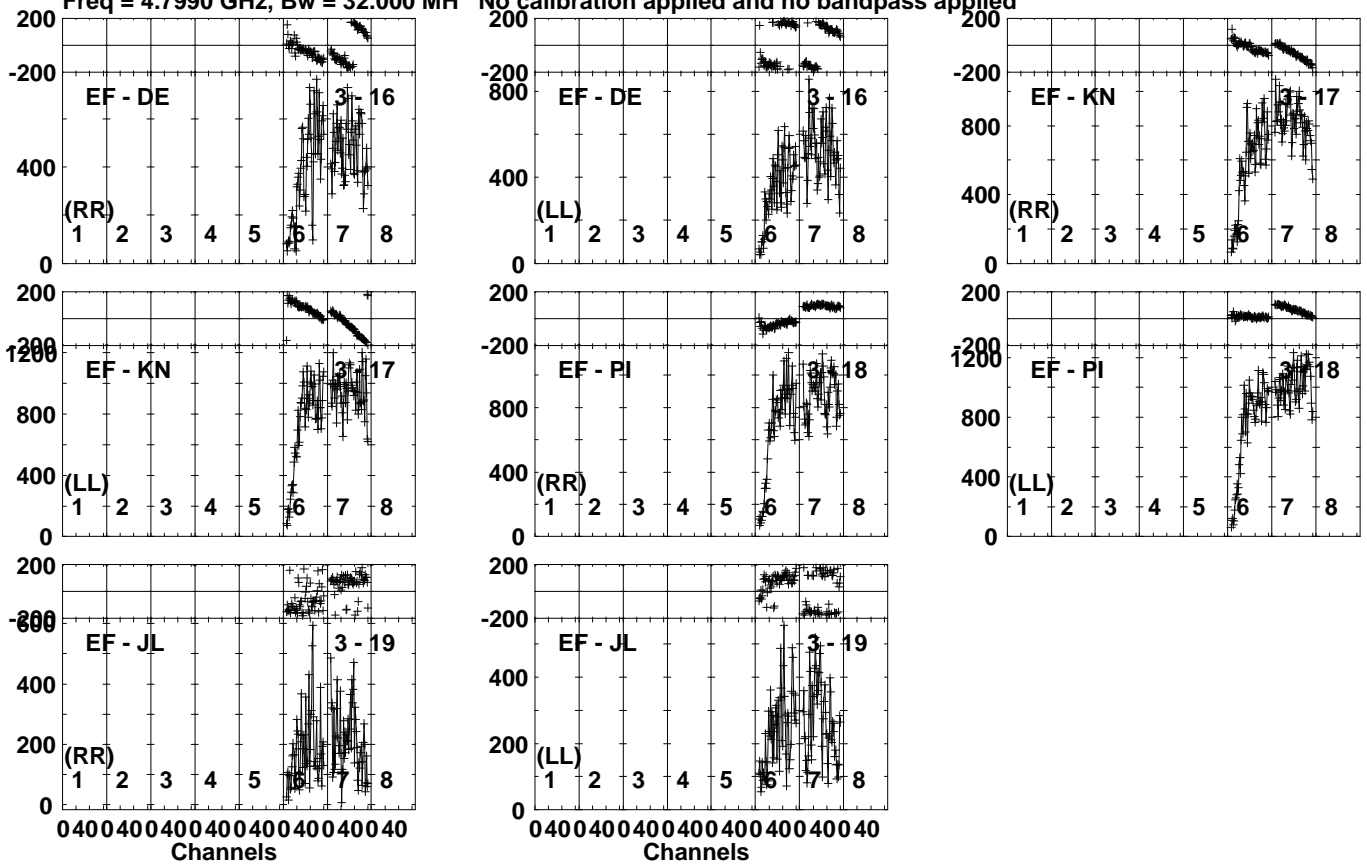 Freq = 4.7990 GHz, Bw = 32.000 MH No calibration applied and no bandpass applied
200
-200
EF - DE 3 - 16
400
(RR)
1 2 3 4 5 6 7 8
0
200
-200
800
EF - DE 3 - 16
400
(LL)
1 2 3 4 5 6 7 8
0
200
-200
EF - KN 3 - 17
800
400
(RR)
1 2 3 4 5 6 7 8
0
200
-200
1200
EF - KN 3 - 17
800
400
(LL)
1 2 3 4 5 6 7 8
0
200
-200
EF - PI 3 - 18
800
400
(RR)
1 2 3 4 5 6 7 8
0
200
-200
1200
EF - PI 3 - 18
800
400
(LL)
1 2 3 4 5 6 7 8
0
200
-200
600
EF - JL 3 - 19
400
200
(RR)
1 2 3 4 5 6 7 8
0
0 40 0 40 0 40 0 40 0 40 0 40 0 40 0 40
Channels
200
-200
EF - JL 3 - 19
400
200
(LL)
1 2 3 4 5 6 7 8
0
0 40 0 40 0 40 0 40 0 40 0 40 0 40 0 40
Channels